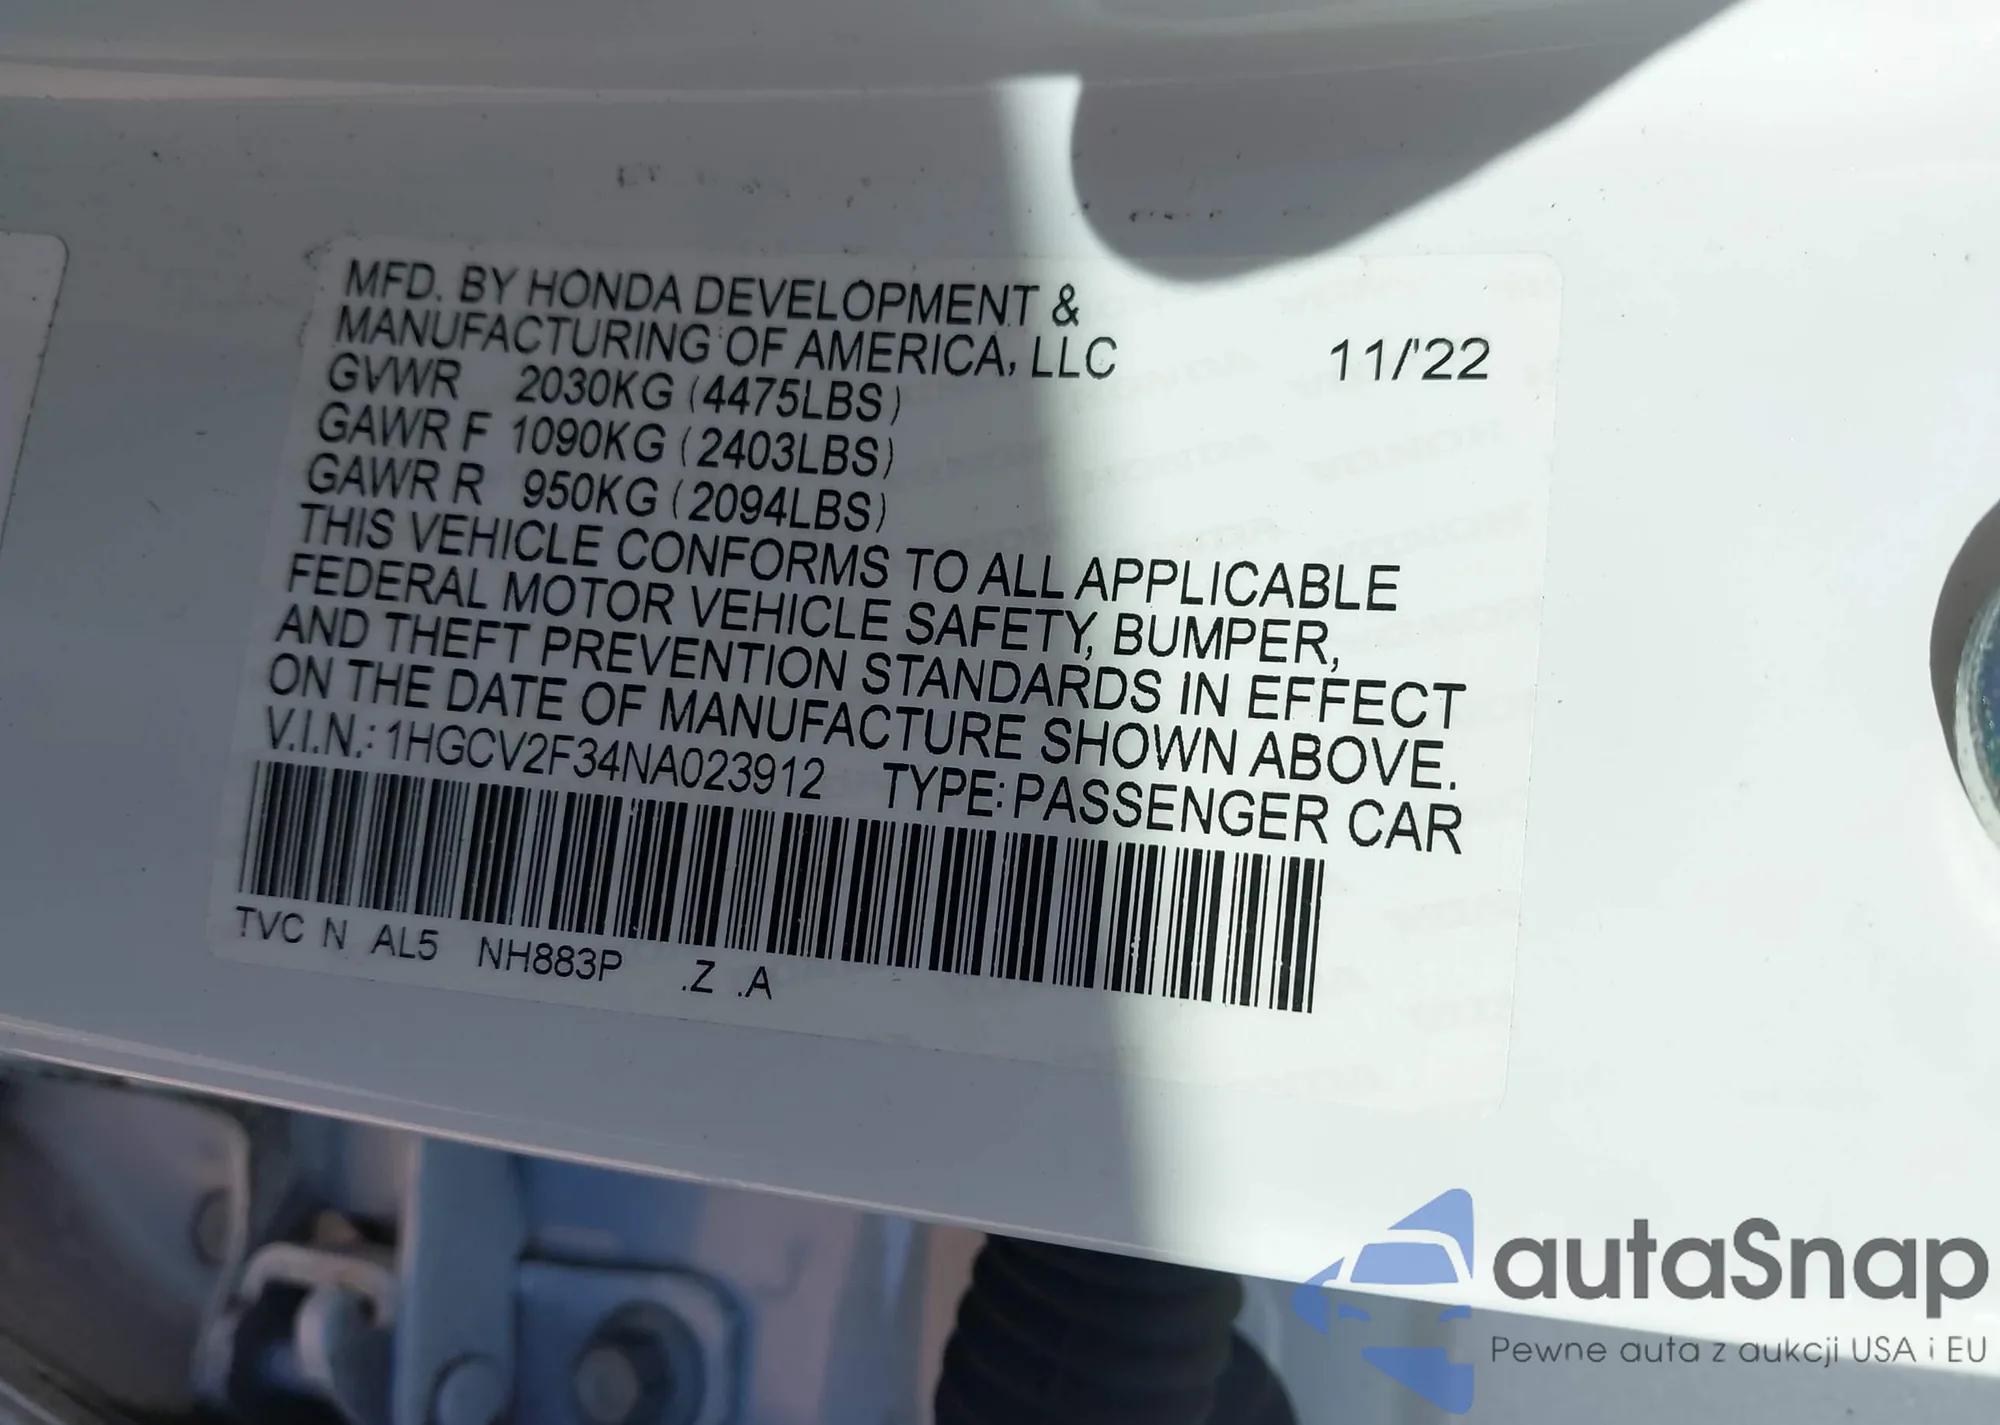 MFD. BY HONDA DEVELOPMENT &
MANUFACTURING OF AMERICA, LLC 11/'22
GVWR 2030KG (4475LBS)
GAWR F 1090KG (2403LBS)
GAWR R 950KG (2094LBS)
THIS VEHICLE CONFORMS TO ALL APPLICABLE
FEDERAL MOTOR VEHICLE SAFETY, BUMPER,
AND THEFT PREVENTION STANDARDS IN EFFECT
ON THE DATE OF MANUFACTURE SHOWN ABOVE.
V.I.N.: 1HGCV2F34NA023912 TYPE: PASSENGER CAR
TVC N AL5 NH883P .Z .A
autaSnap
Pewne auta z aukcji USA i EU